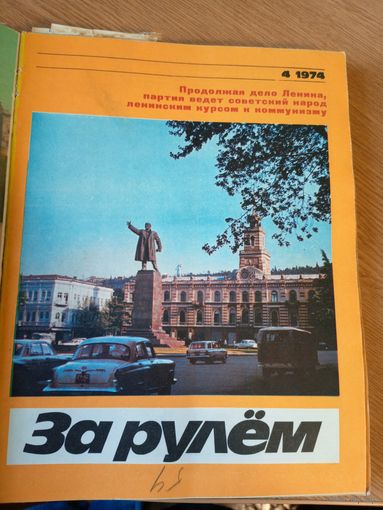 4 1974
Продолжая дело Ленина,
партия ведет советский народ
ленинским курсом к коммунизму
За рулём